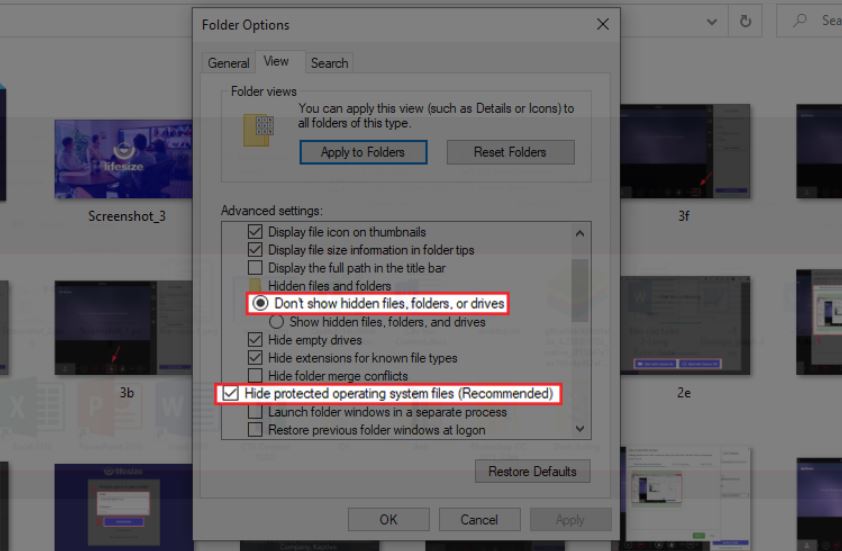 Folder Options
Sea
General View Search
Folder views
You can apply this view (such as Details or Icons) to
all folders of this type.
Apply to Folders Reset Folders
lifesize
Screenshot_3
3f
Advanced settings:
Display file icon on thumbnails
Display file size information in folder tips
Display the full path in the title bar
Hidden files and folders
Don't show hidden files, folders, or drives
Show hidden files, folders, and drives
Hide empty drives
Hide extensions for known file types
Hide folder merge conflicts
3b
Hide protected operating system files (Recommended)
2e
Launch folder windows in a separate process
Restore previous folder windows at logon
Restore Defaults
lifesize
OK Cancel Apply